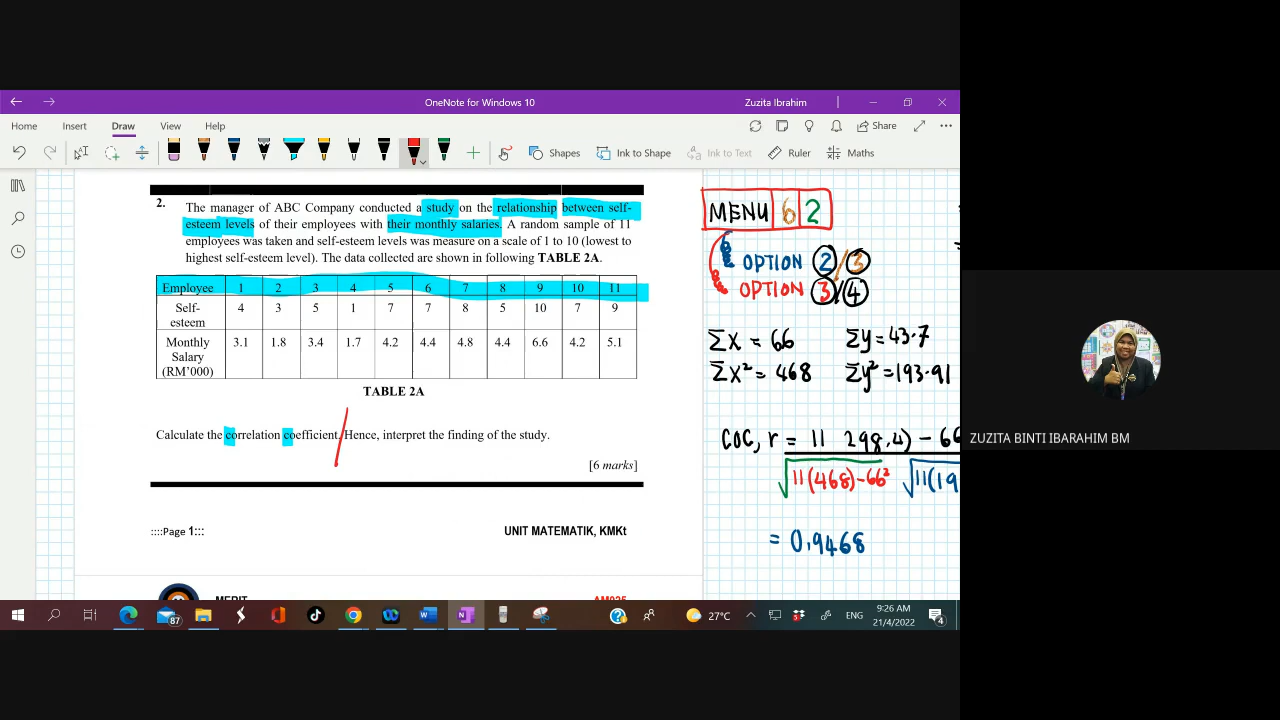 OneNote for Windows 10
Zuzita Ibrahim
Home Insert Draw View Help
Share
Shapes Ink to Shape Ink to Text Ruler Maths
2. The manager of ABC Company conducted a study on the relationship between self-
esteem levels of their employees with their monthly salaries. A random sample of 11
employees was taken and self-esteem levels was measure on a scale of 1 to 10 (lowest to
highest self-esteem level). The data collected are shown in following TABLE 2A.
Employee 1 2 3 4 5 6 7 8 9 10 11
Self-
esteem 4 3 5 1 7 7 8 5 10 7 9
Monthly
Salary
(RM'000) 3.1 1.8 3.4 1.7 4.2 4.4 4.8 4.4 6.6 4.2 5.1
TABLE 2A
Calculate the correlation coefficient. Hence, interpret the finding of the study.
[6 marks]
::::Page 1::: UNIT MATEMATIK, KMKt
MERIT AM025
MENU 6 2
OPTION 2/3
OPTION 3/4
Σx = 66 Σy = 43.7
Σx² = 468 Σy² = 193.91
COC, r = 11 298.4) - 66
√11(468)-66² √11(19
= 0.9468
ZUZITA BINTI IBARAHIM BM
87
27°C
ENG
9:26 AM
21/4/2022
4